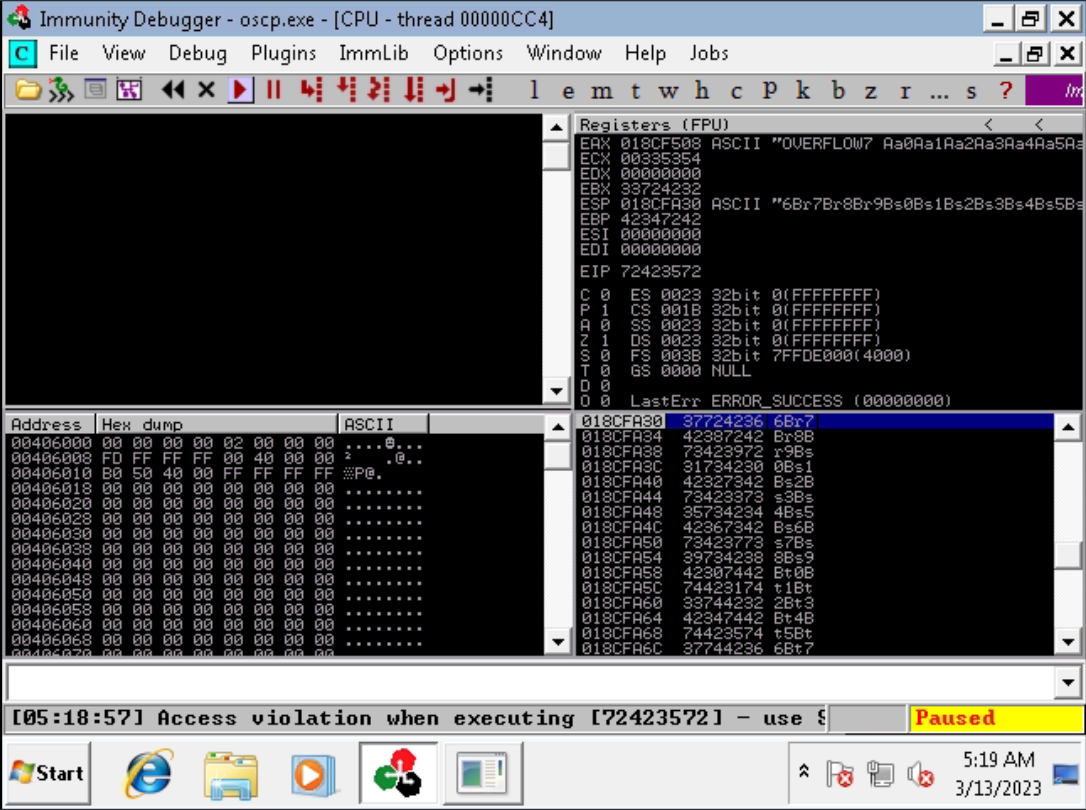 Immunity Debugger - oscp.exe - [CPU - thread 00000CC4]
C File View Debug Plugins ImmLib Options Window Help Jobs
l e m t w h c P k b z r ... s ? Im
Registers (FPU) < <
EAX 018CF508 ASCII "OVERFLOW7 Aa0Aa1Aa2Aa3Aa4Aa5Aa
ECX 00335354
EDX 00000000
EBX 33724232
ESP 018CFA30 ASCII "6Br7Br8Br9Bs0Bs1Bs2Bs3Bs4Bs5Bs
EBP 42347242
ESI 00000000
EDI 00000000
EIP 72423572
C 0 ES 0023 32bit 0(FFFFFFFF)
P 1 CS 001B 32bit 0(FFFFFFFF)
A 0 SS 0023 32bit 0(FFFFFFFF)
Z 1 DS 0023 32bit 0(FFFFFFFF)
S 0 FS 003B 32bit 7FFDE000(4000)
T 0 GS 0000 NULL
D 0
O 0 LastErr ERROR_SUCCESS (00000000)
Address Hex dump ASCII
00406000 00 00 00 00 02 00 00 00 ....☻...
00406008 FD FF FF FF 00 40 00 00 ² .@..
00406010 B0 50 40 00 FF FF FF FF ░P@.
00406018 00 00 00 00 00 00 00 00 ........
00406020 00 00 00 00 00 00 00 00 ........
00406028 00 00 00 00 00 00 00 00 ........
00406030 00 00 00 00 00 00 00 00 ........
00406038 00 00 00 00 00 00 00 00 ........
00406040 00 00 00 00 00 00 00 00 ........
00406048 00 00 00 00 00 00 00 00 ........
00406050 00 00 00 00 00 00 00 00 ........
00406058 00 00 00 00 00 00 00 00 ........
00406060 00 00 00 00 00 00 00 00 ........
00406068 00 00 00 00 00 00 00 00 ........
00406070 00 00 00 00 00 00 00 00 ........
018CFA30 37724236 6Br7
018CFA34 42387242 Br8B
018CFA38 73423972 r9Bs
018CFA3C 31734230 0Bs1
018CFA40 42327342 Bs2B
018CFA44 73423373 s3Bs
018CFA48 35734234 4Bs5
018CFA4C 42367342 Bs6B
018CFA50 73423773 s7Bs
018CFA54 39734238 8Bs9
018CFA58 42307442 Bt0B
018CFA5C 74423174 t1Bt
018CFA60 33744232 2Bt3
018CFA64 42347442 Bt4B
018CFA68 74423574 t5Bt
018CFA6C 37744236 6Bt7
[05:18:57] Access violation when executing [72423572] - use S
Paused
Start
5:19 AM
3/13/2023